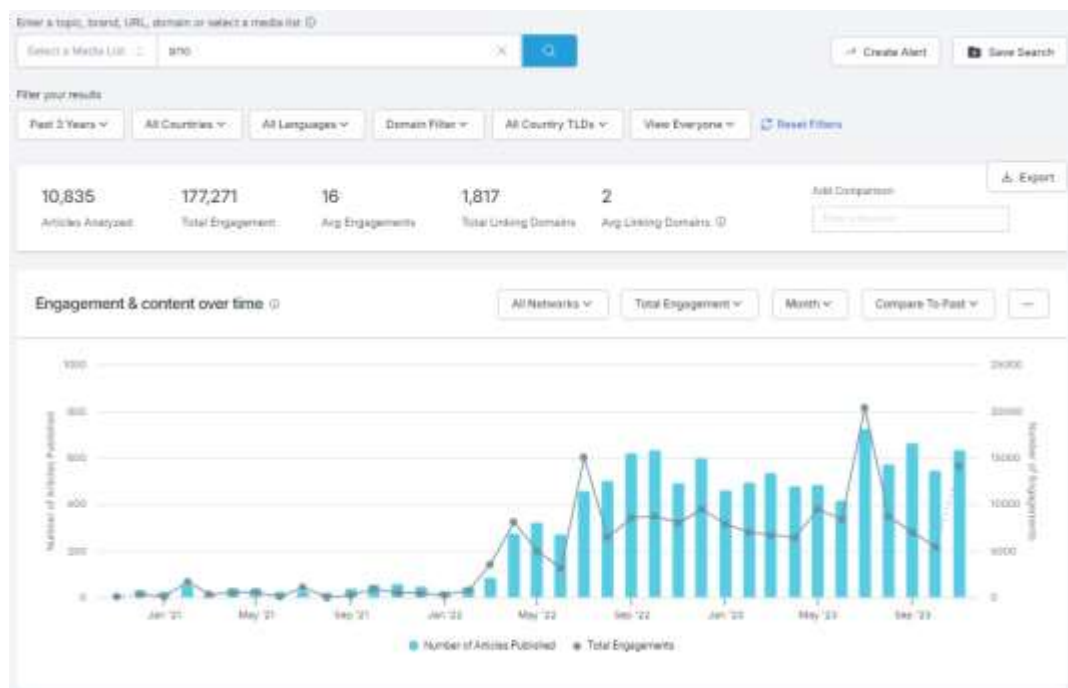 Enter a topic, brand, URL, domain or select a media list
Select a Media List
Create Alert
Save Search
Filter your results
Past 3 Years
All Countries
All Languages
Domain Filter
All Country TLDs
View Everyone
Reset Filters
Export
10,835
177,271
16
1,817
2
Add Comparison
Articles Analyzed
Total Engagement
Avg Engagements
Total Linking Domains
Avg Linking Domains
Engagement & content over time
All Networks
Total Engagement
Month
Compare To Past
1000
25000
800
20000
600
15000
400
10000
200
5000
0
0
Number of Articles Published
Number of Engagements
Jan '21
May '21
Sep '21
Jan '22
May '22
Sep '22
Jan '23
May '23
Sep '23
Number of Articles Published
Total Engagements